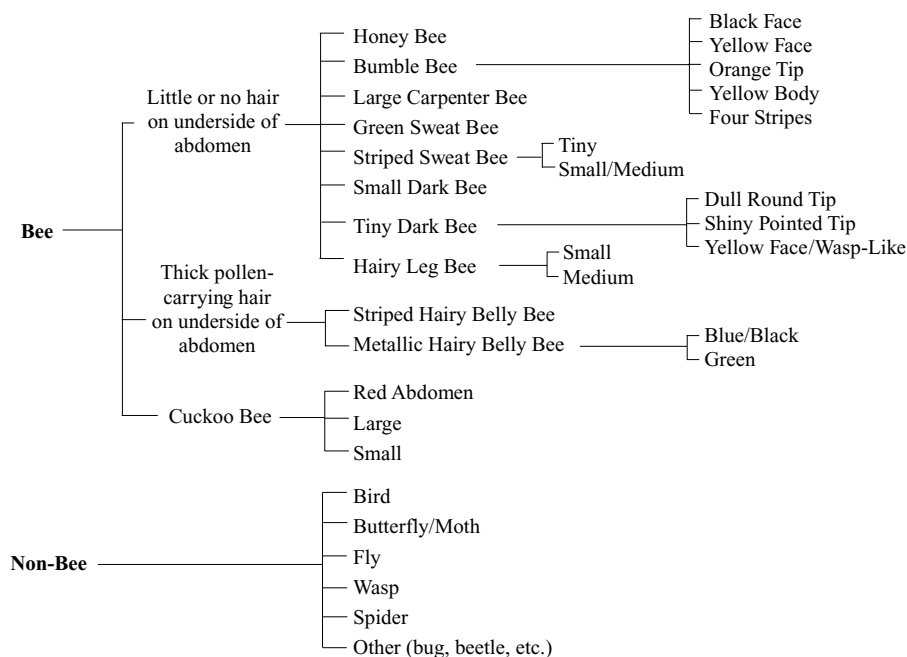 Bee
Little or no hair
on underside of
abdomen
Honey Bee
Bumble Bee
Black Face
Yellow Face
Orange Tip
Yellow Body
Four Stripes
Large Carpenter Bee
Green Sweat Bee
Striped Sweat Bee
Tiny
Small/Medium
Small Dark Bee
Tiny Dark Bee
Dull Round Tip
Shiny Pointed Tip
Yellow Face/Wasp-Like
Hairy Leg Bee
Small
Medium
Thick pollen-
carrying hair
on underside of
abdomen
Striped Hairy Belly Bee
Metallic Hairy Belly Bee
Blue/Black
Green
Cuckoo Bee
Red Abdomen
Large
Small
Non-Bee
Bird
Butterfly/Moth
Fly
Wasp
Spider
Other (bug, beetle, etc.)